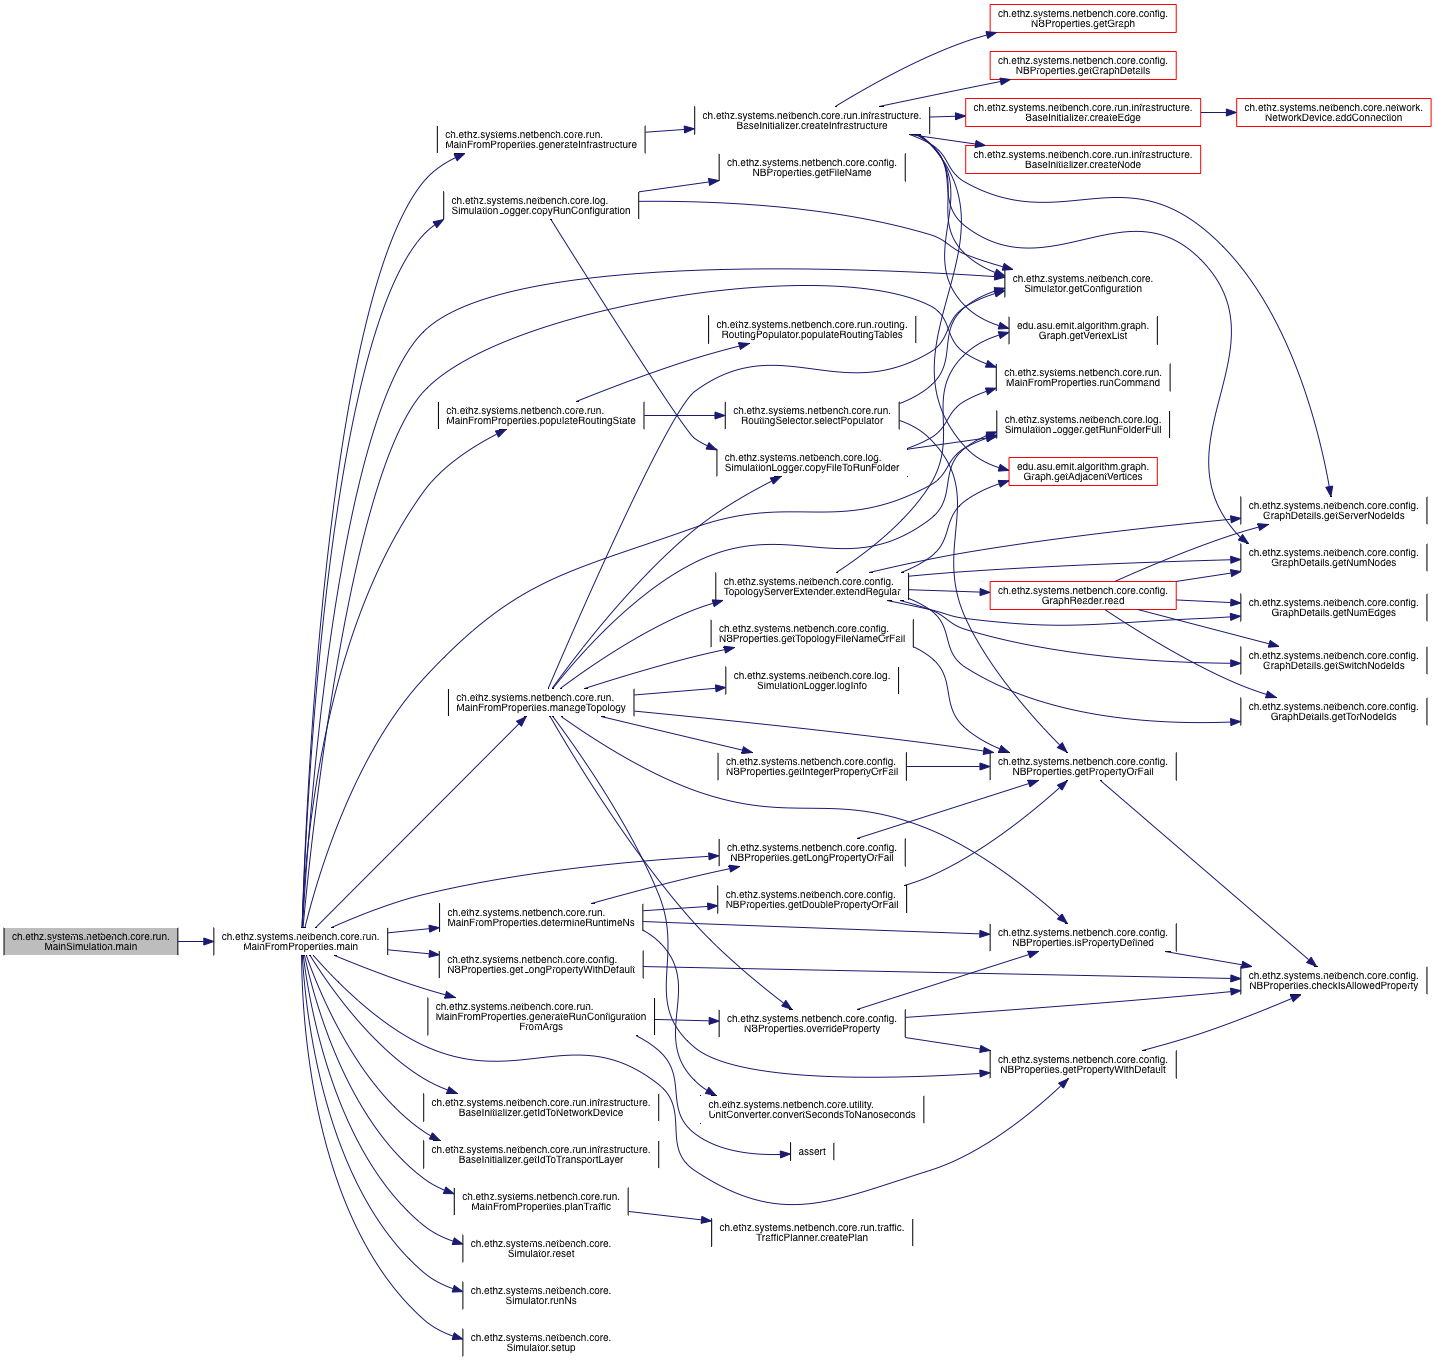 ch.ethz.systems.netbench.core.config.
NBProperties.getGraph
ch.ethz.systems.netbench.core.config.
NBProperties.getGraphDetails
ch.ethz.systems.netbench.core.run.infrastructure.
BaseInitializer.createInfrastructure
ch.ethz.systems.netbench.core.run.infrastructure.
BaseInitializer.createEdge
ch.ethz.systems.netbench.core.network.
NetworkDevice.addConnection
ch.ethz.systems.netbench.core.run.
MainFromProperties.generateInfrastructure
ch.ethz.systems.netbench.core.run.infrastructure.
BaseInitializer.createNode
ch.ethz.systems.netbench.core.config.
NBProperties.getFileName
ch.ethz.systems.netbench.core.log.
SimulationLogger.copyRunConfiguration
ch.ethz.systems.netbench.core.
Simulator.getConfiguration
ch.ethz.systems.netbench.core.run.routing.
RoutingPopulator.populateRoutingTables
edu.asu.emit.algorithm.graph.
Graph.getVertexList
ch.ethz.systems.netbench.core.run.
MainFromProperties.runCommand
ch.ethz.systems.netbench.core.run.
MainFromProperties.populateRoutingState
ch.ethz.systems.netbench.core.run.
RoutingSelector.selectPopulator
ch.ethz.systems.netbench.core.log.
SimulationLogger.getRunFolderFull
ch.ethz.systems.netbench.core.log.
SimulationLogger.copyFileToRunFolder
edu.asu.emit.algorithm.graph.
Graph.getAdjacentVertices
ch.ethz.systems.netbench.core.config.
GraphDetails.getServerNodeIds
ch.ethz.systems.netbench.core.config.
GraphDetails.getNumNodes
ch.ethz.systems.netbench.core.config.
TopologyServerExtender.extendRegular
ch.ethz.systems.netbench.core.config.
GraphReader.read
ch.ethz.systems.netbench.core.config.
GraphDetails.getNumEdges
ch.ethz.systems.netbench.core.config.
NBProperties.getTopologyFileNameOrFail
ch.ethz.systems.netbench.core.config.
GraphDetails.getSwitchNodeIds
ch.ethz.systems.netbench.core.log.
SimulationLogger.logInfo
ch.ethz.systems.netbench.core.run.
MainFromProperties.manageTopology
ch.ethz.systems.netbench.core.config.
GraphDetails.getTorNodeIds
ch.ethz.systems.netbench.core.config.
NBProperties.getIntegerPropertyOrFail
ch.ethz.systems.netbench.core.config.
NBProperties.getPropertyOrFail
ch.ethz.systems.netbench.core.config.
NBProperties.getLongPropertyOrFail
ch.ethz.systems.netbench.core.config.
NBProperties.getDoublePropertyOrFail
ch.ethz.systems.netbench.core.run.
MainFromProperties.determineRuntimeNs
ch.ethz.systems.netbench.core.run.
MainSimulation.main
ch.ethz.systems.netbench.core.run.
MainFromProperties.main
ch.ethz.systems.netbench.core.config.
NBProperties.isPropertyDefined
ch.ethz.systems.netbench.core.config.
NBProperties.getLongPropertyWithDefault
ch.ethz.systems.netbench.core.config.
NBProperties.checkIsAllowedProperty
ch.ethz.systems.netbench.core.run.
MainFromProperties.generateRunConfiguration
FromArgs
ch.ethz.systems.netbench.core.config.
NBProperties.overrideProperty
ch.ethz.systems.netbench.core.config.
NBProperties.getPropertyWithDefault
ch.ethz.systems.netbench.core.run.infrastructure.
BaseInitializer.getIdToNetworkDevice
ch.ethz.systems.netbench.core.utility.
UnitConverter.convertSecondsToNanoseconds
ch.ethz.systems.netbench.core.run.infrastructure.
BaseInitializer.getIdToTransportLayer
assert
ch.ethz.systems.netbench.core.run.
MainFromProperties.planTraffic
ch.ethz.systems.netbench.core.run.traffic.
TrafficPlanner.createPlan
ch.ethz.systems.netbench.core.
Simulator.reset
ch.ethz.systems.netbench.core.
Simulator.runNs
ch.ethz.systems.netbench.core.
Simulator.setup